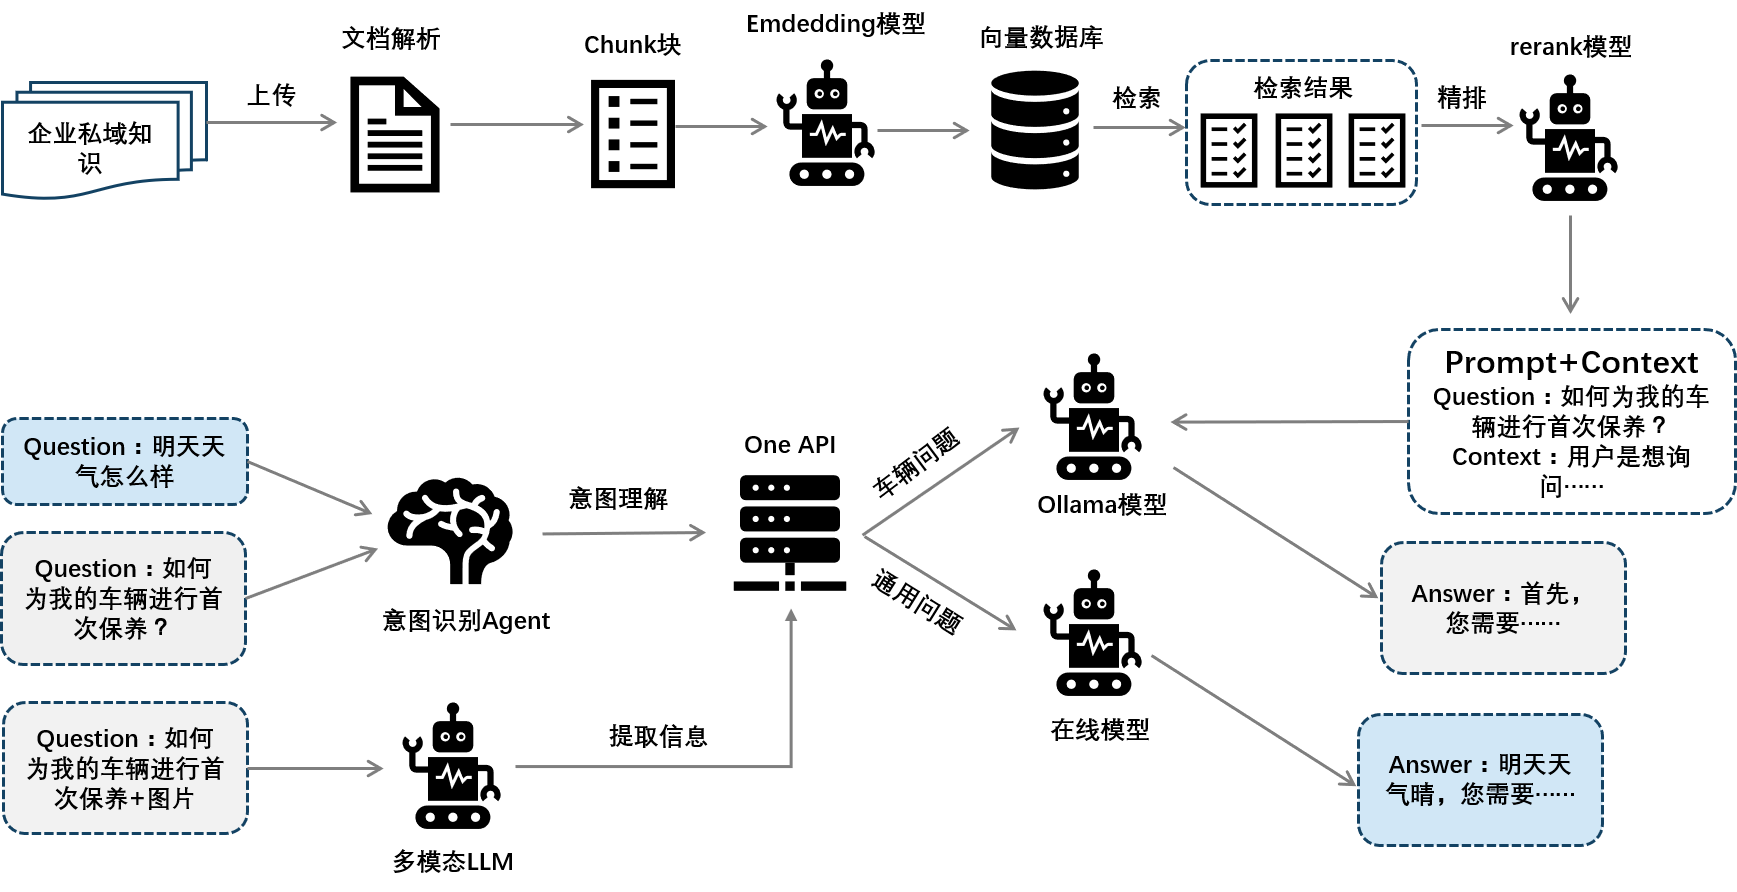 企业私域知
识
上传
文档解析
Chunk块
Emdedding模型
向量数据库
检索
检索结果
精排
rerank模型
Prompt+Context
Question：如何为我的车
辆进行首次保养？
Context：用户是想询
问……
Question：明天天
气怎么样
Question：如何
为我的车辆进行首
次保养？
意图识别Agent
意图理解
One API
车辆问题
通用问题
Ollama模型
在线模型
Answer：首先，
您需要……
Question：如何
为我的车辆进行首
次保养+图片
多模态LLM
提取信息
Answer：明天天
气晴，您需要……